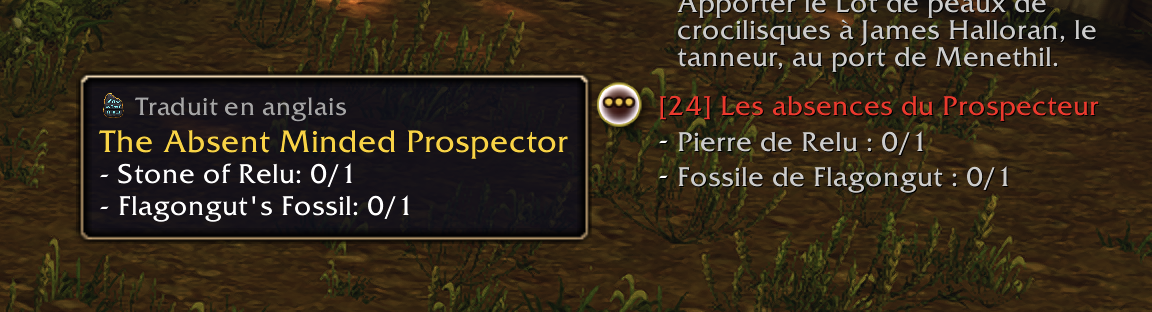 Apporter le Lot de peaux de
crocilisques à James Halloran, le
tanneur, au port de Menethil.
Traduit en anglais
The Absent Minded Prospector
- Stone of Relu: 0/1
- Flagongut's Fossil: 0/1
[24] Les absences du Prospecteur
- Pierre de Relu : 0/1
- Fossile de Flagongut : 0/1